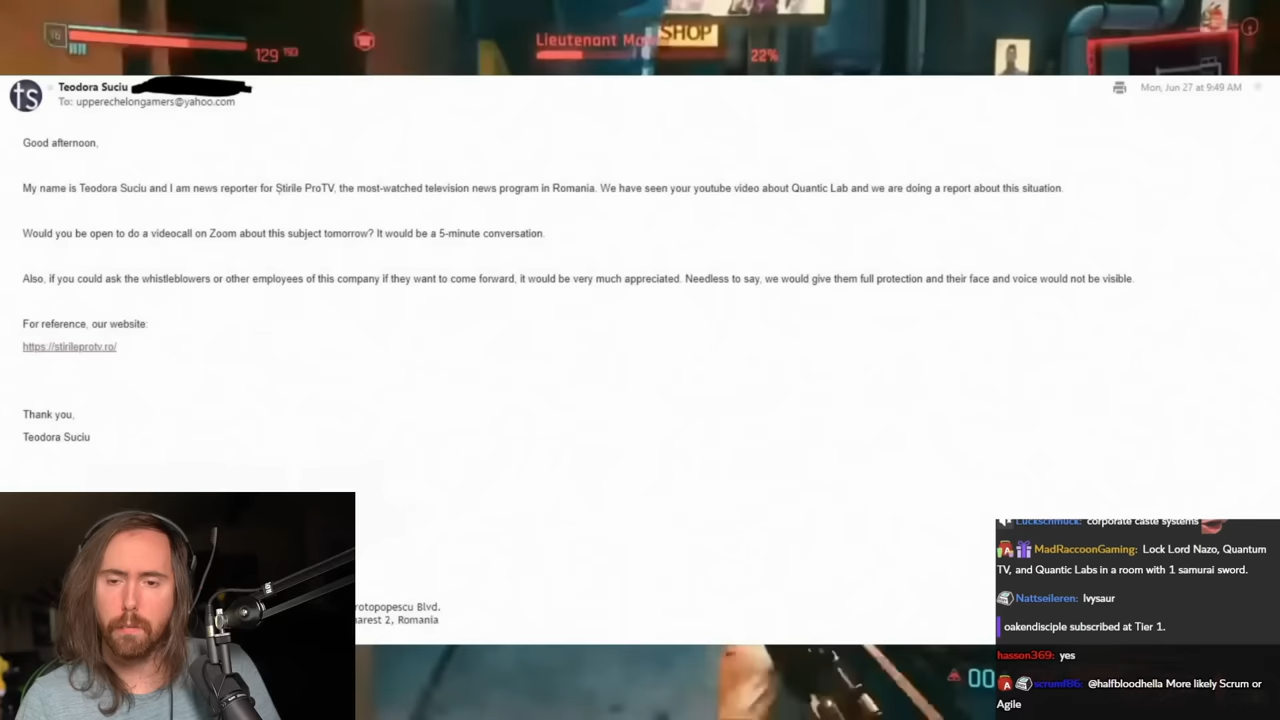 129
Lieutenant
SHOP
22%
ts
Teodora Suciu
To: upperechelongamers@yahoo.com
Mon, Jun 27 at 9:49 AM
Good afternoon,
My name is Teodora Suciu and I am news reporter for Știrile ProTV, the most-watched television news program in Romania. We have seen your youtube video about Quantic Lab and we are doing a report about this situation.
Would you be open to do a videocall on Zoom about this subject tomorrow? It would be a 5-minute conversation.
Also, if you could ask the whistleblowers or other employees of this company if they want to come forward, it would be very much appreciated. Needless to say, we would give them full protection and their face and voice would not be visible.
For reference, our website:
https://stirileprotv.ro/
Thank you,
Teodora Suciu
Blvd.
2, Romania
00
Luckschmuck: corporate caste systems
MadRaccoonGaming: Lock Lord Nazo, Quantum
TV, and Quantic Labs in a room with 1 samurai sword.
Nattseileren: Ivysaur
oakendisciple subscribed at Tier 1.
hasson369: yes
scrumf86: @halfbloodhella More likely Scrum or
Agile